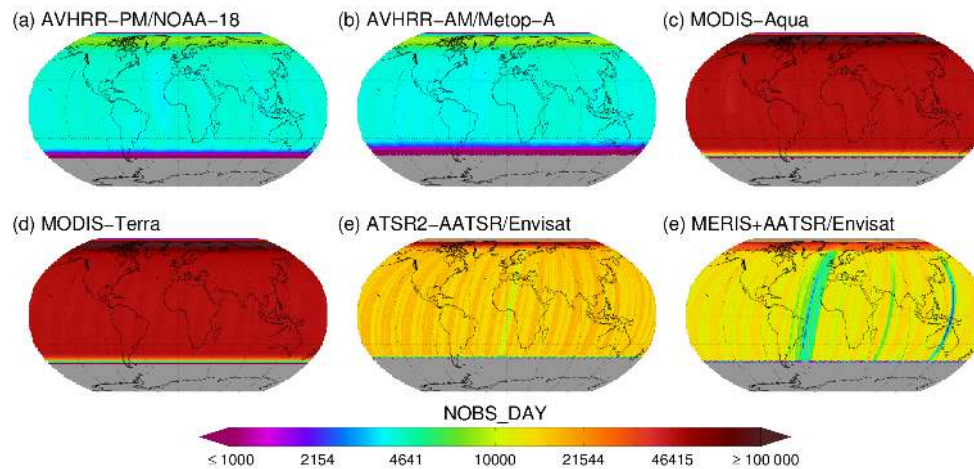 (a) AVHRR-PM/NOAA-18
(b) AVHRR-AM/Metop-A
(c) MODIS-Aqua
(d) MODIS-Terra
(e) ATSR2-AATSR/Envisat
(e) MERIS+AATSR/Envisat
NOBS_DAY
≤ 1000 2154 4641 10000 21544 46415 ≥ 100 000